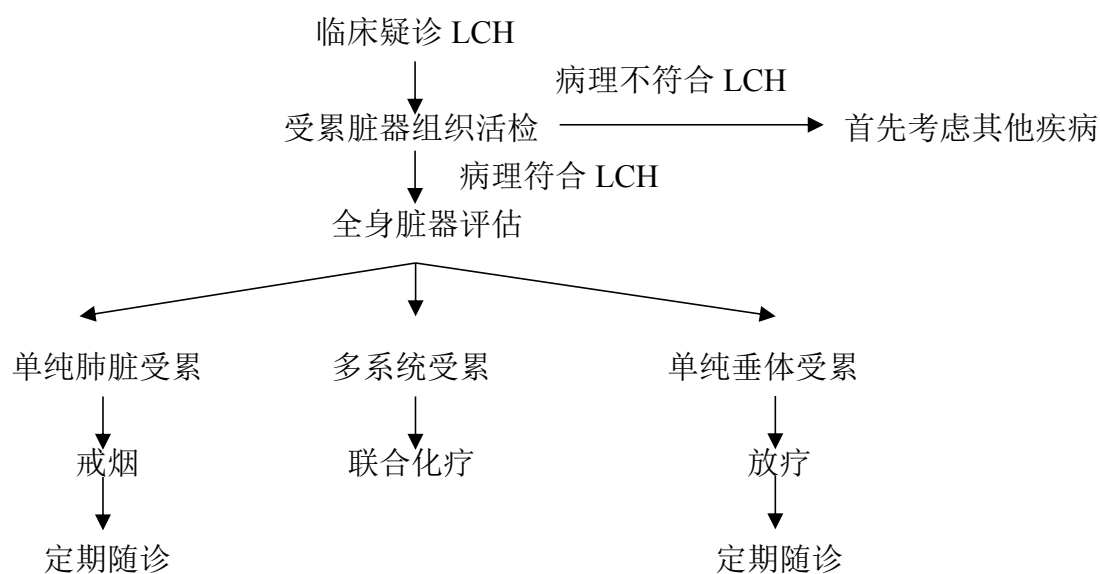 临床疑诊 LCH
病理不符合 LCH
受累脏器组织活检
首先考虑其他疾病
病理符合 LCH
全身脏器评估
单纯肺脏受累
多系统受累
单纯垂体受累
戒烟
联合化疗
放疗
定期随诊
定期随诊